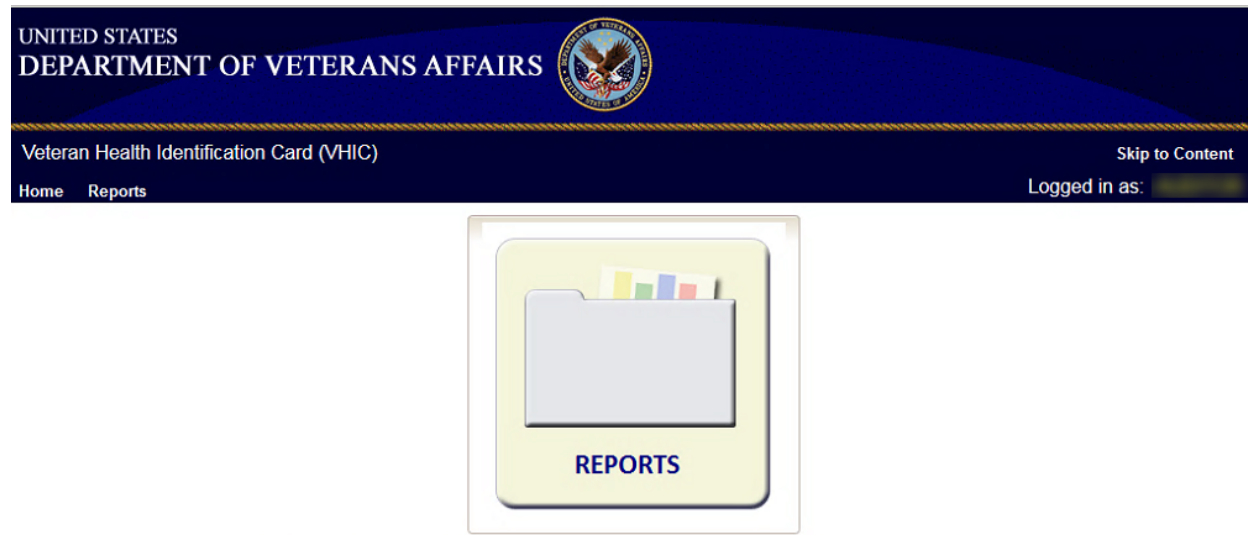 UNITED STATES
DEPARTMENT OF VETERANS AFFAIRS
Veteran Health Identification Card (VHIC)
Skip to Content
Home Reports
Logged in as:
REPORTS